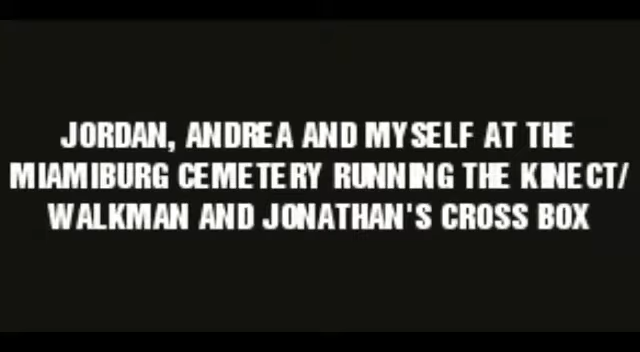 JORDAN, ANDREA AND MYSELF AT THE
MIAMIBURG CEMETERY RUNNING THE KINECT/
WALKMAN AND JONATHAN'S CROSS BOX